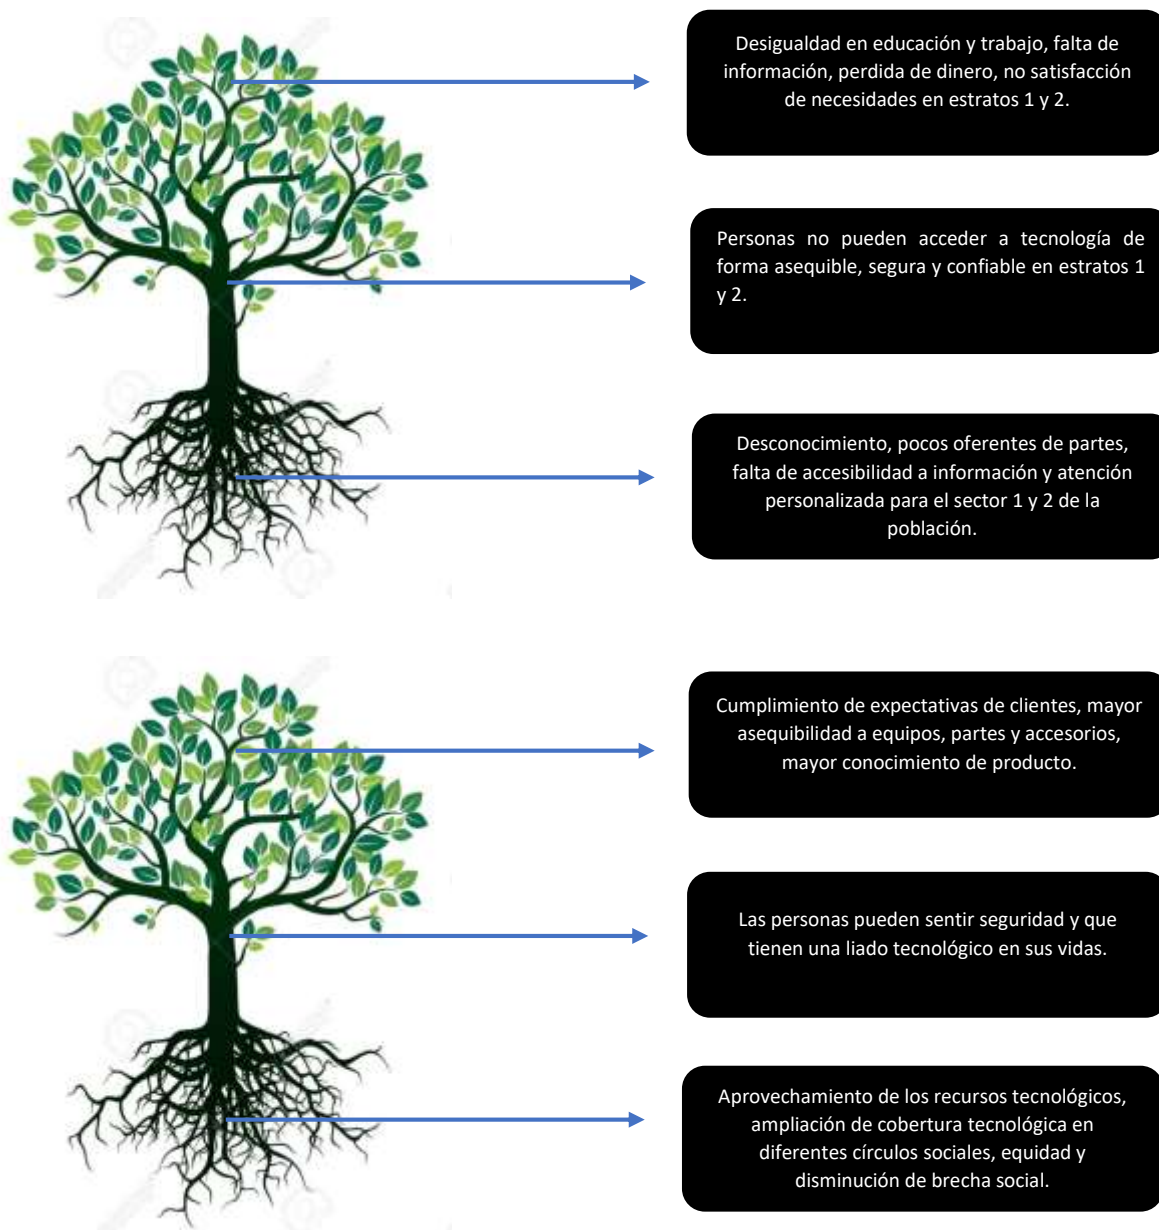 Desigualdad en educación y trabajo, falta de
información, perdida de dinero, no satisfacción
de necesidades en estratos 1 y 2.
Personas no pueden acceder a tecnología de
forma asequible, segura y confiable en estratos 1
y 2.
Desconocimiento, pocos oferentes de partes,
falta de accesibilidad a información y atención
personalizada para el sector 1 y 2 de la
población.
Cumplimiento de expectativas de clientes, mayor
asequibilidad a equipos, partes y accesorios,
mayor conocimiento de producto.
Las personas pueden sentir seguridad y que
tienen una liado tecnológico en sus vidas.
Aprovechamiento de los recursos tecnológicos,
ampliación de cobertura tecnológica en
diferentes círculos sociales, equidad y
disminución de brecha social.